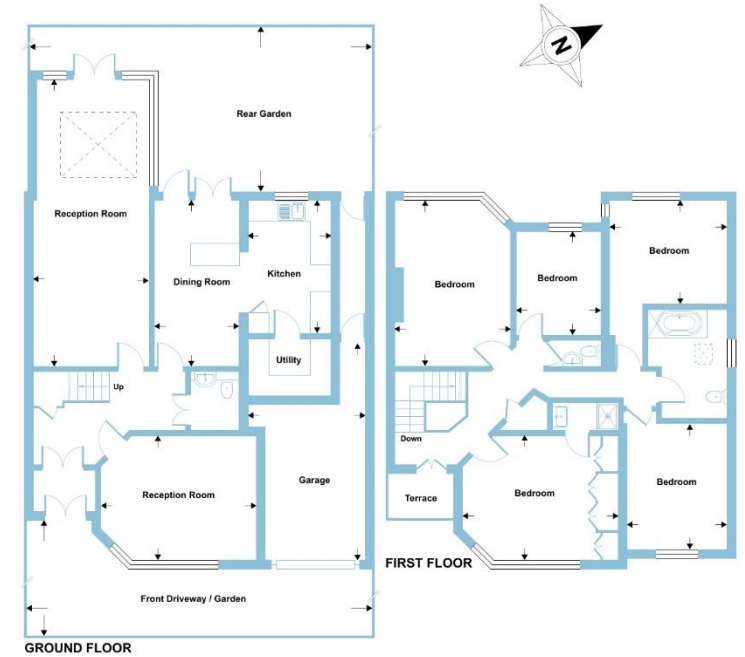 N
Rear Garden
Reception Room
Dining Room
Kitchen
Utility
Up
Reception Room
Garage
Front Driveway / Garden
GROUND FLOOR
Bedroom
Bedroom
Bedroom
Down
Terrace
Bedroom
Bedroom
FIRST FLOOR